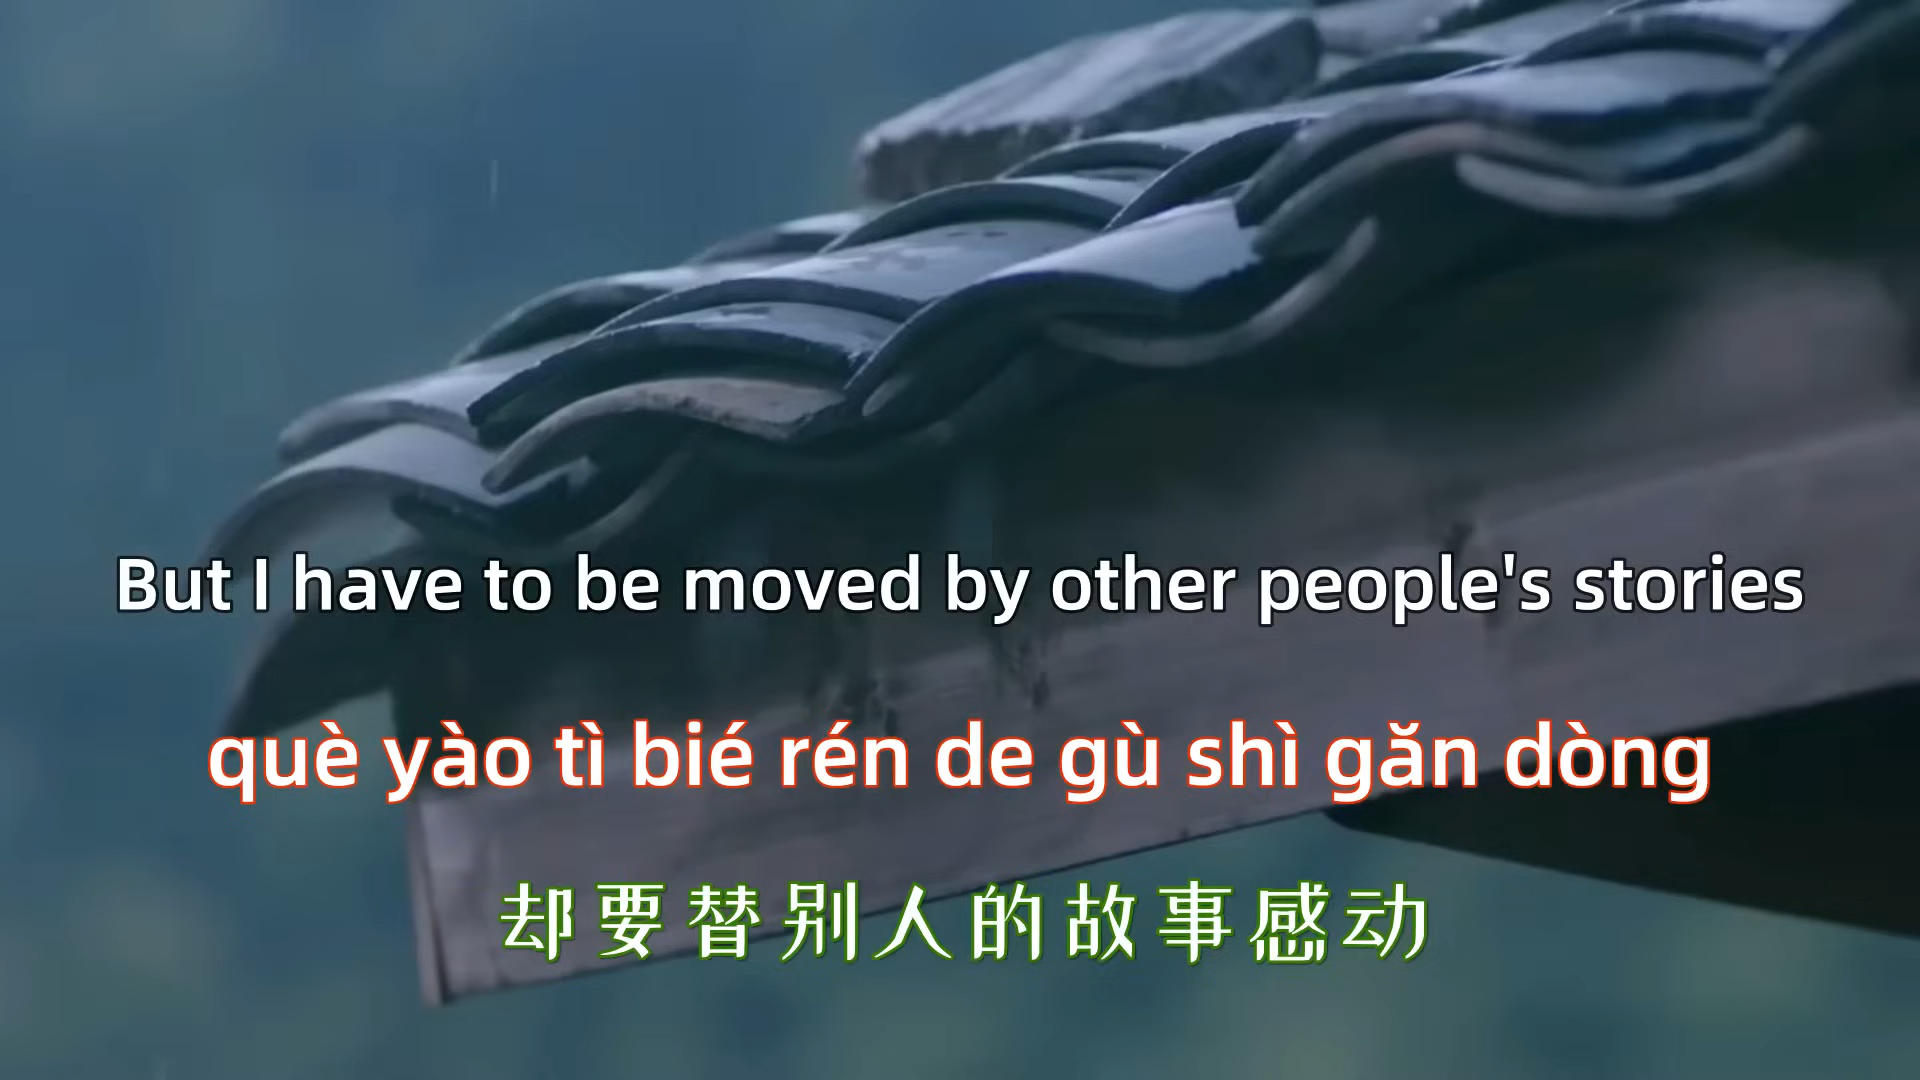 But I have to be moved by other people's stories
què yào tì bié rén de gù shì gǎn dòng
却要替别人的故事感动